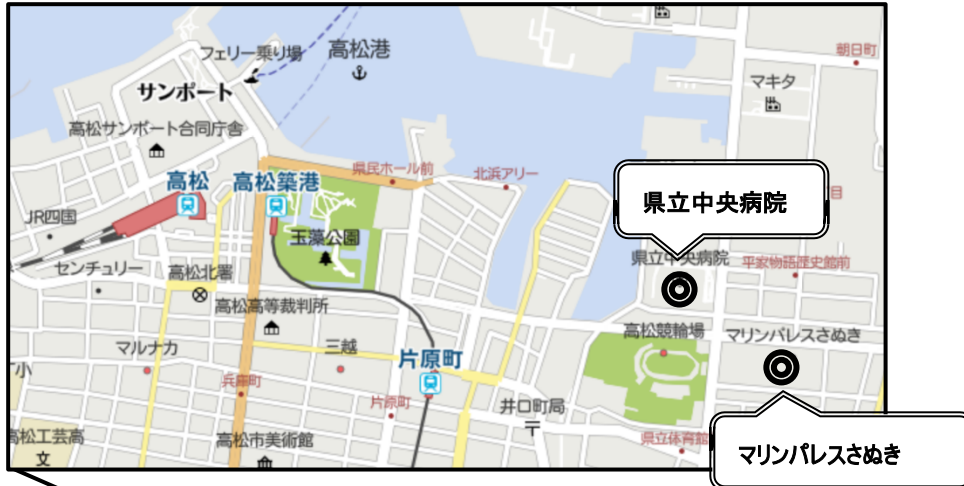 フェリー乗り場
高松港
朝日町
サンポート
マキタ
高松サンポート合同庁舎
県民ホール前
北浜アリー
高松
高松築港
県立中央病院
目
JR四国
玉藻公園
県立中央病院
平家物語歴史館前
センチュリー
高松北署
高松高等裁判所
高松競輪場
マリンパレスさぬき
マルナカ
三越
片原町
丁小
兵庫町
片原町
井口町局
高松工芸高
文
高松市美術館
県立体育館
マリンパレスさぬき